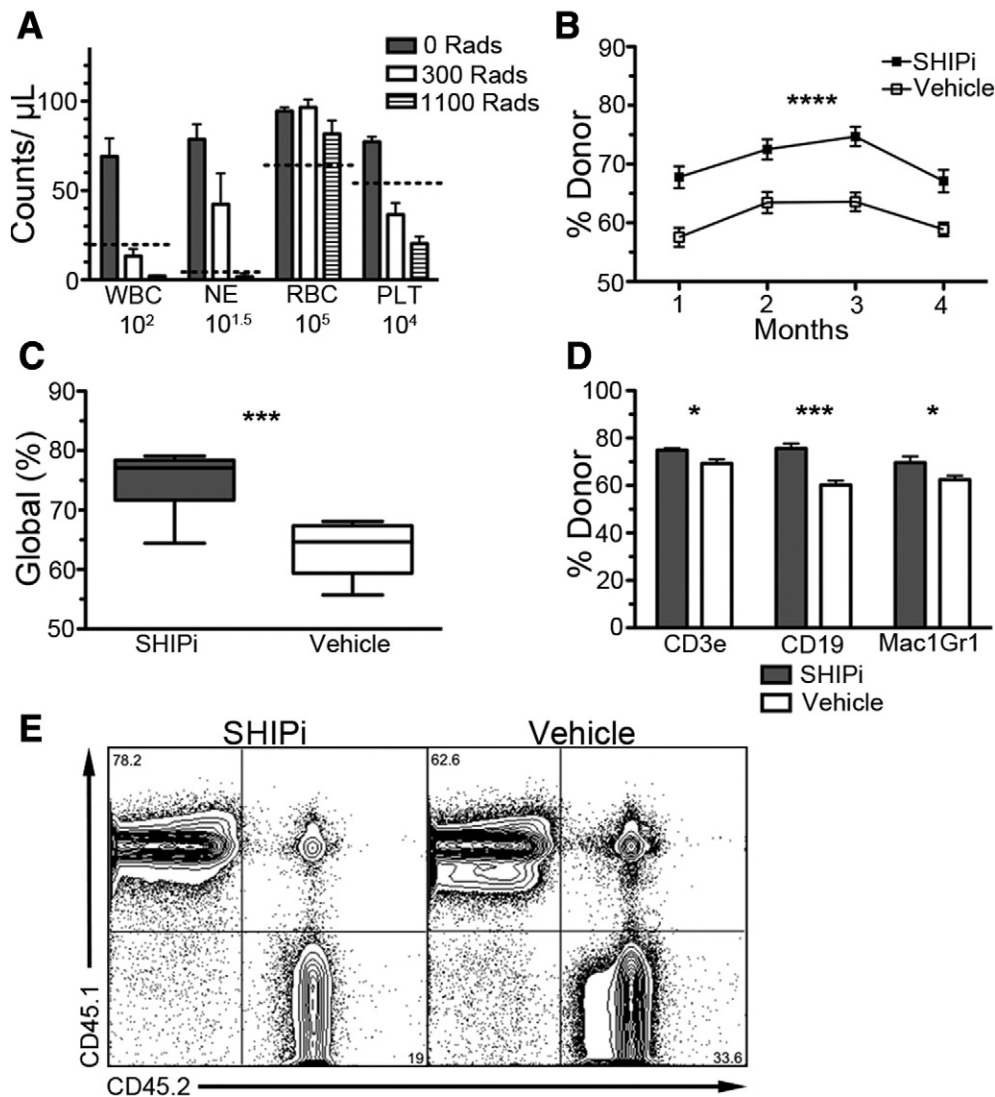 A
0 Rads
300 Rads
1100 Rads
Counts/ µL
100
50
0
WBC NE RBC PLT
10² 10¹·⁵ 10⁵ 10⁴
B
SHIPi
Vehicle
****
% Donor
90
80
70
60
50
1 2 3 4
Months
C
***
Global (%)
90
80
70
60
50
SHIPi Vehicle
D
* *** *
% Donor
100
80
60
40
20
0
CD3e CD19 Mac1Gr1
SHIPi
Vehicle
E
SHIPi Vehicle
78.2 62.6
CD45.1
19 33.6
CD45.2